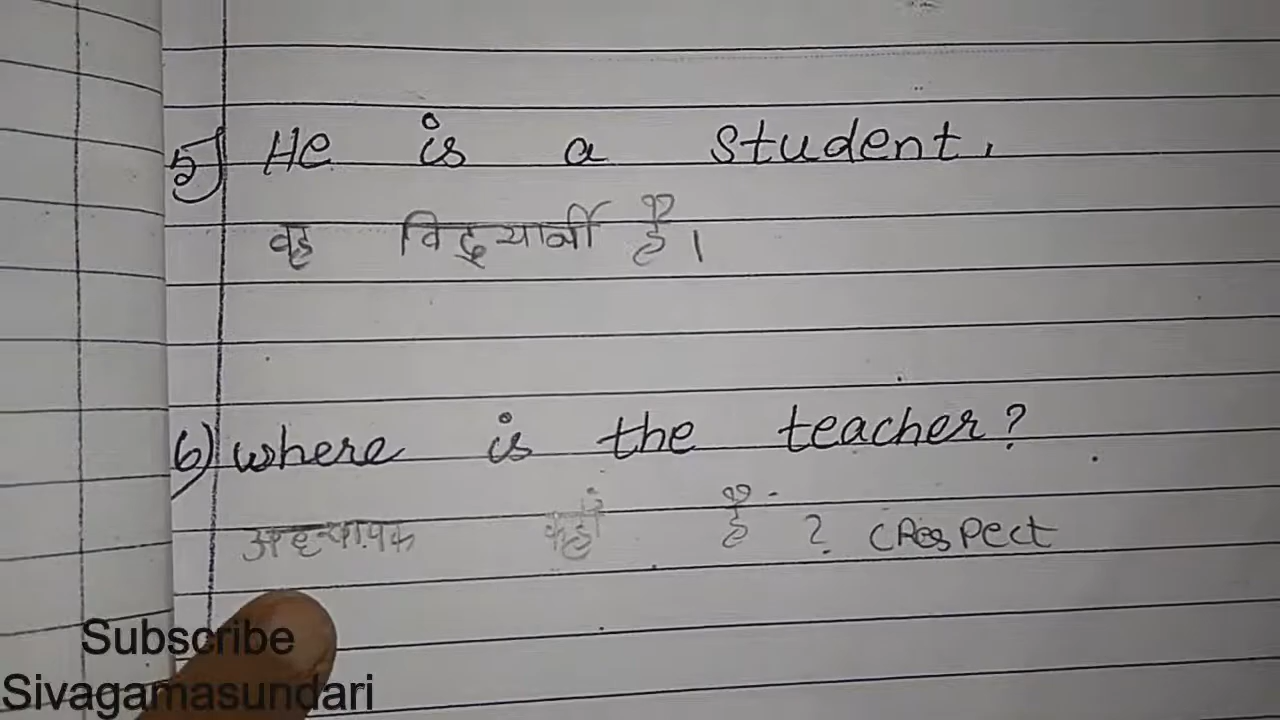 5) He is a student.
वह विद्यार्थी है।
6) where is the teacher?
अध्यापक कहाँ हैं ? (Respect
Subscribe
Sivagamasundari